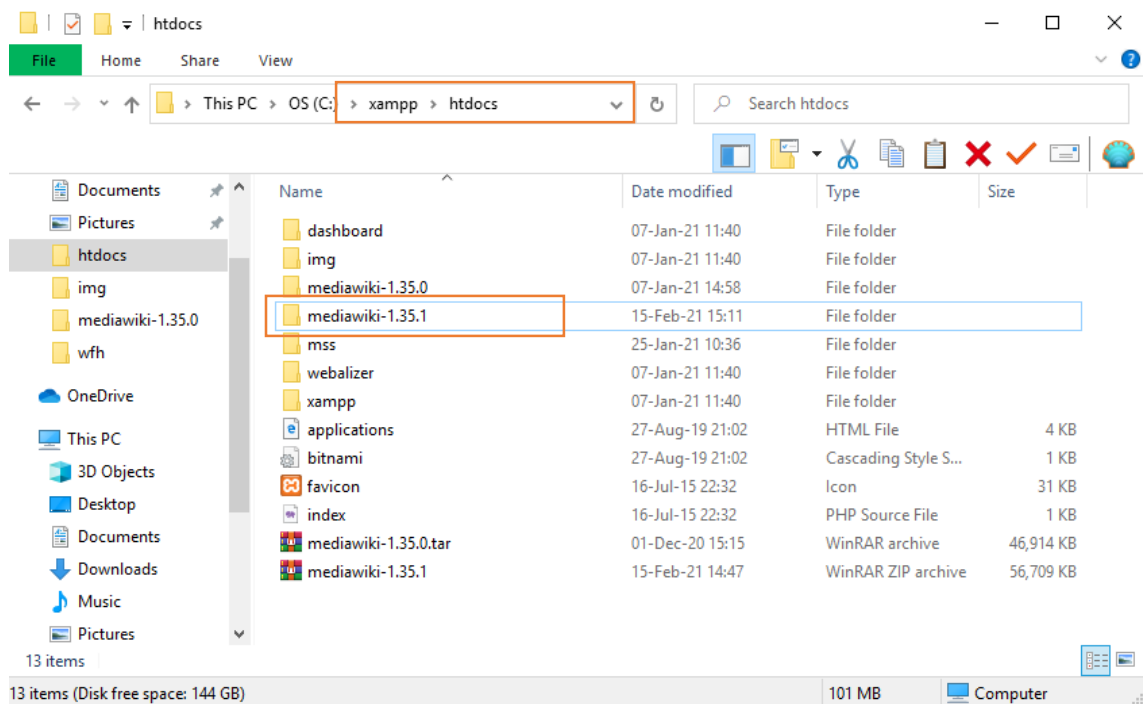 htdocs
File Home Share View
This PC > OS (C:) > xampp > htdocs Search htdocs
Name Date modified Type Size
Documents
Pictures
htdocs
img
mediawiki-1.35.0
wfh
OneDrive
This PC
3D Objects
Desktop
Documents
Downloads
Music
Pictures
dashboard 07-Jan-21 11:40 File folder
img 07-Jan-21 11:40 File folder
mediawiki-1.35.0 07-Jan-21 14:58 File folder
mediawiki-1.35.1 15-Feb-21 15:11 File folder
mss 25-Jan-21 10:36 File folder
webalizer 07-Jan-21 11:40 File folder
xampp 07-Jan-21 11:40 File folder
applications 27-Aug-19 21:02 HTML File 4 KB
bitnami 27-Aug-19 21:02 Cascading Style S... 1 KB
favicon 16-Jul-15 22:32 Icon 31 KB
index 16-Jul-15 22:32 PHP Source File 1 KB
mediawiki-1.35.0.tar 01-Dec-20 15:15 WinRAR archive 46,914 KB
mediawiki-1.35.1 15-Feb-21 14:47 WinRAR ZIP archive 56,709 KB
13 items
13 items (Disk free space: 144 GB) 101 MB Computer